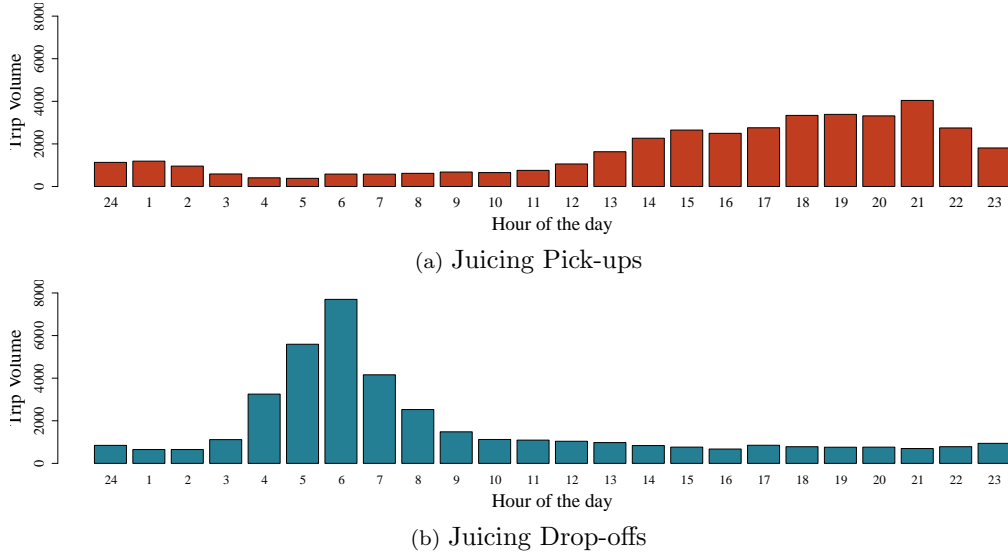 8000
6000
4000
2000
0
Trip Volume
24 1 2 3 4 5 6 7 8 9 10 11 12 13 14 15 16 17 18 19 20 21 22 23
Hour of the day
(a) Juicing Pick-ups
8000
6000
4000
2000
0
Trip Volume
24 1 2 3 4 5 6 7 8 9 10 11 12 13 14 15 16 17 18 19 20 21 22 23
Hour of the day
(b) Juicing Drop-offs